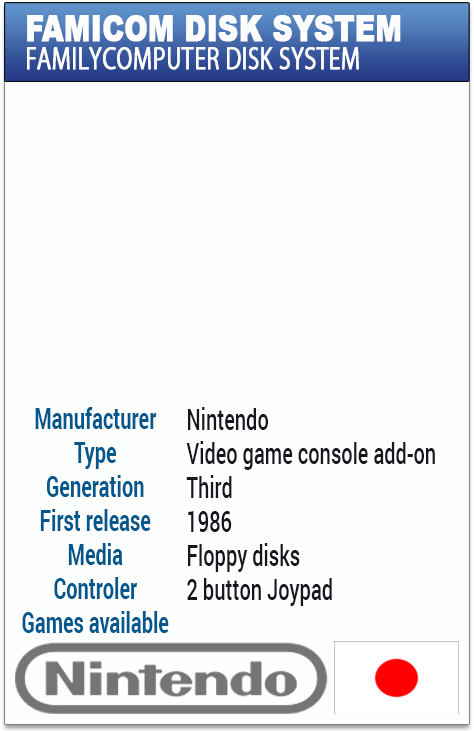 FAMICOM DISK SYSTEM
FAMILYCOMPUTER DISK SYSTEM
Manufacturer Nintendo
Type Video game console add-on
Generation Third
First release 1986
Media Floppy disks
Controler 2 button Joypad
Games available
Nintendo